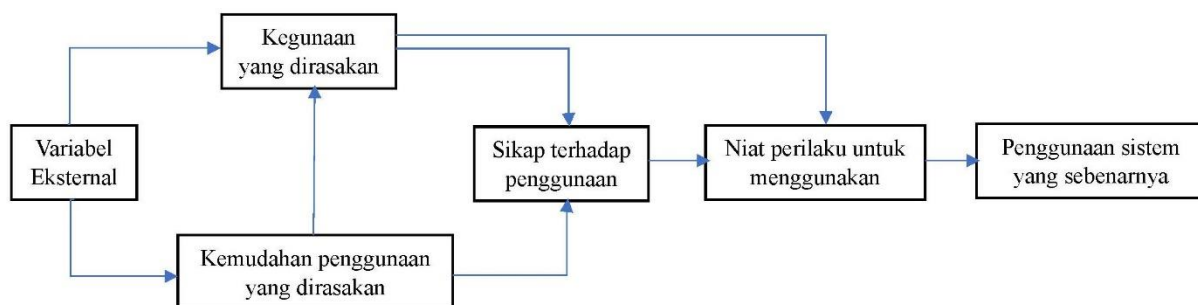 Kegunaan
yang dirasakan
Variabel
Eksternal
Sikap terhadap
penggunaan
Niat perilaku untuk
menggunakan
Penggunaan sistem
yang sebenarnya
Kemudahan penggunaan
yang dirasakan